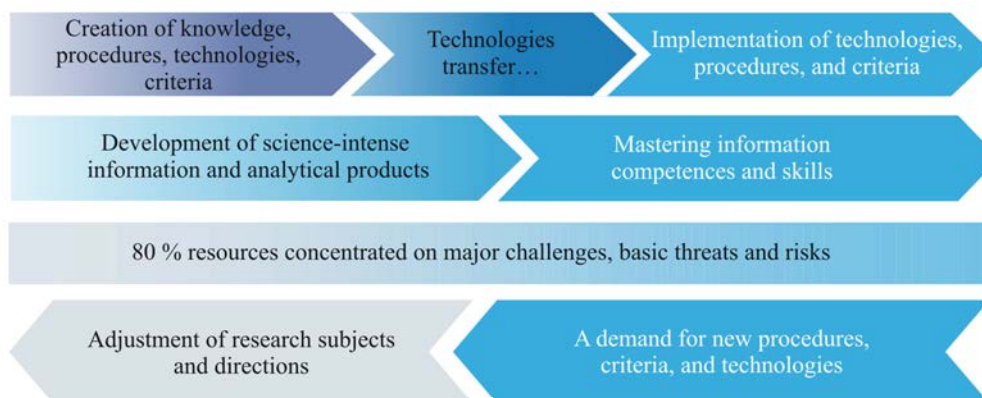 Creation of knowledge,
procedures, technologies,
criteria
Technologies
transfer…
Implementation of technologies,
procedures, and criteria
Development of science-intense
information and analytical products
Mastering information
competences and skills
80 % resources concentrated on major challenges, basic threats and risks
Adjustment of research subjects
and directions
A demand for new procedures,
criteria, and technologies